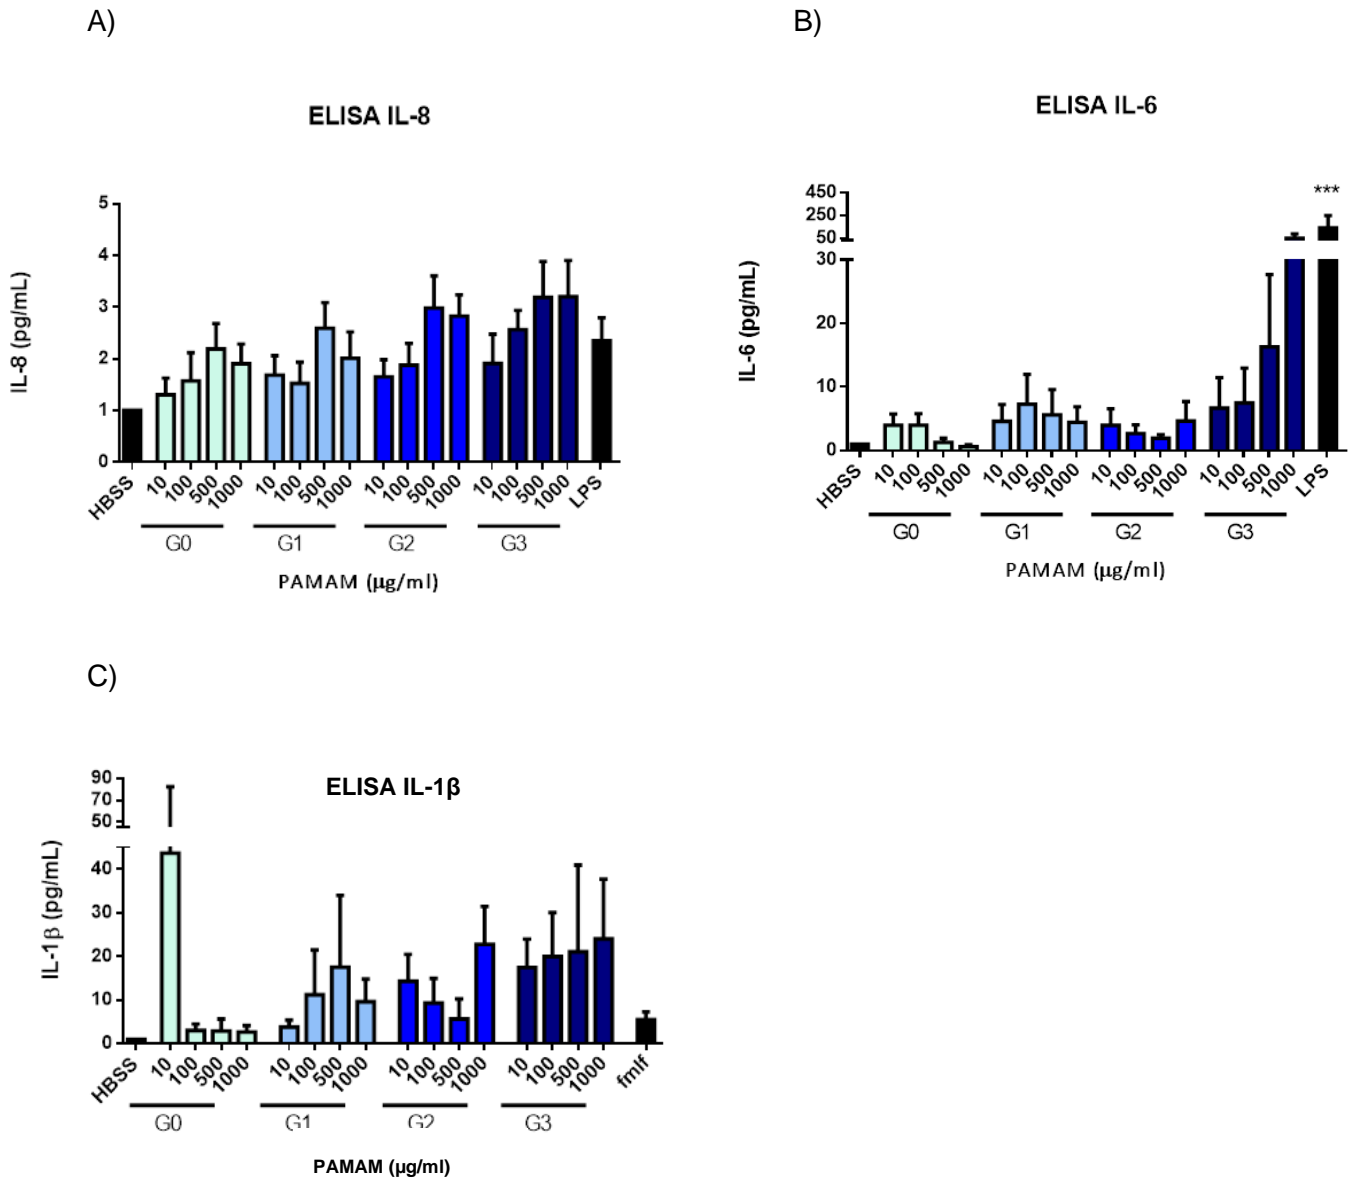 A)
ELISA IL-8
IL-8 (pg/mL)
5
4
3
2
1
0
HBSS 10 100 500 1000 10 100 500 1000 10 100 500 1000 10 100 500 1000 LPS
G0 G1 G2 G3
PAMAM (µg/ml)
B)
ELISA IL-6
IL-6 (pg/mL)
450
250
50
30
20
10
0
***
HBSS 10 100 500 1000 10 100 500 1000 10 100 500 1000 10 100 500 1000 LPS
G0 G1 G2 G3
PAMAM (µg/ml)
C)
ELISA IL-1β
IL-1β (pg/mL)
90
70
50
40
30
20
10
0
HBSS 10 100 500 1000 10 100 500 1000 10 100 500 1000 10 100 500 1000 fmlf
G0 G1 G2 G3
PAMAM (µg/ml)